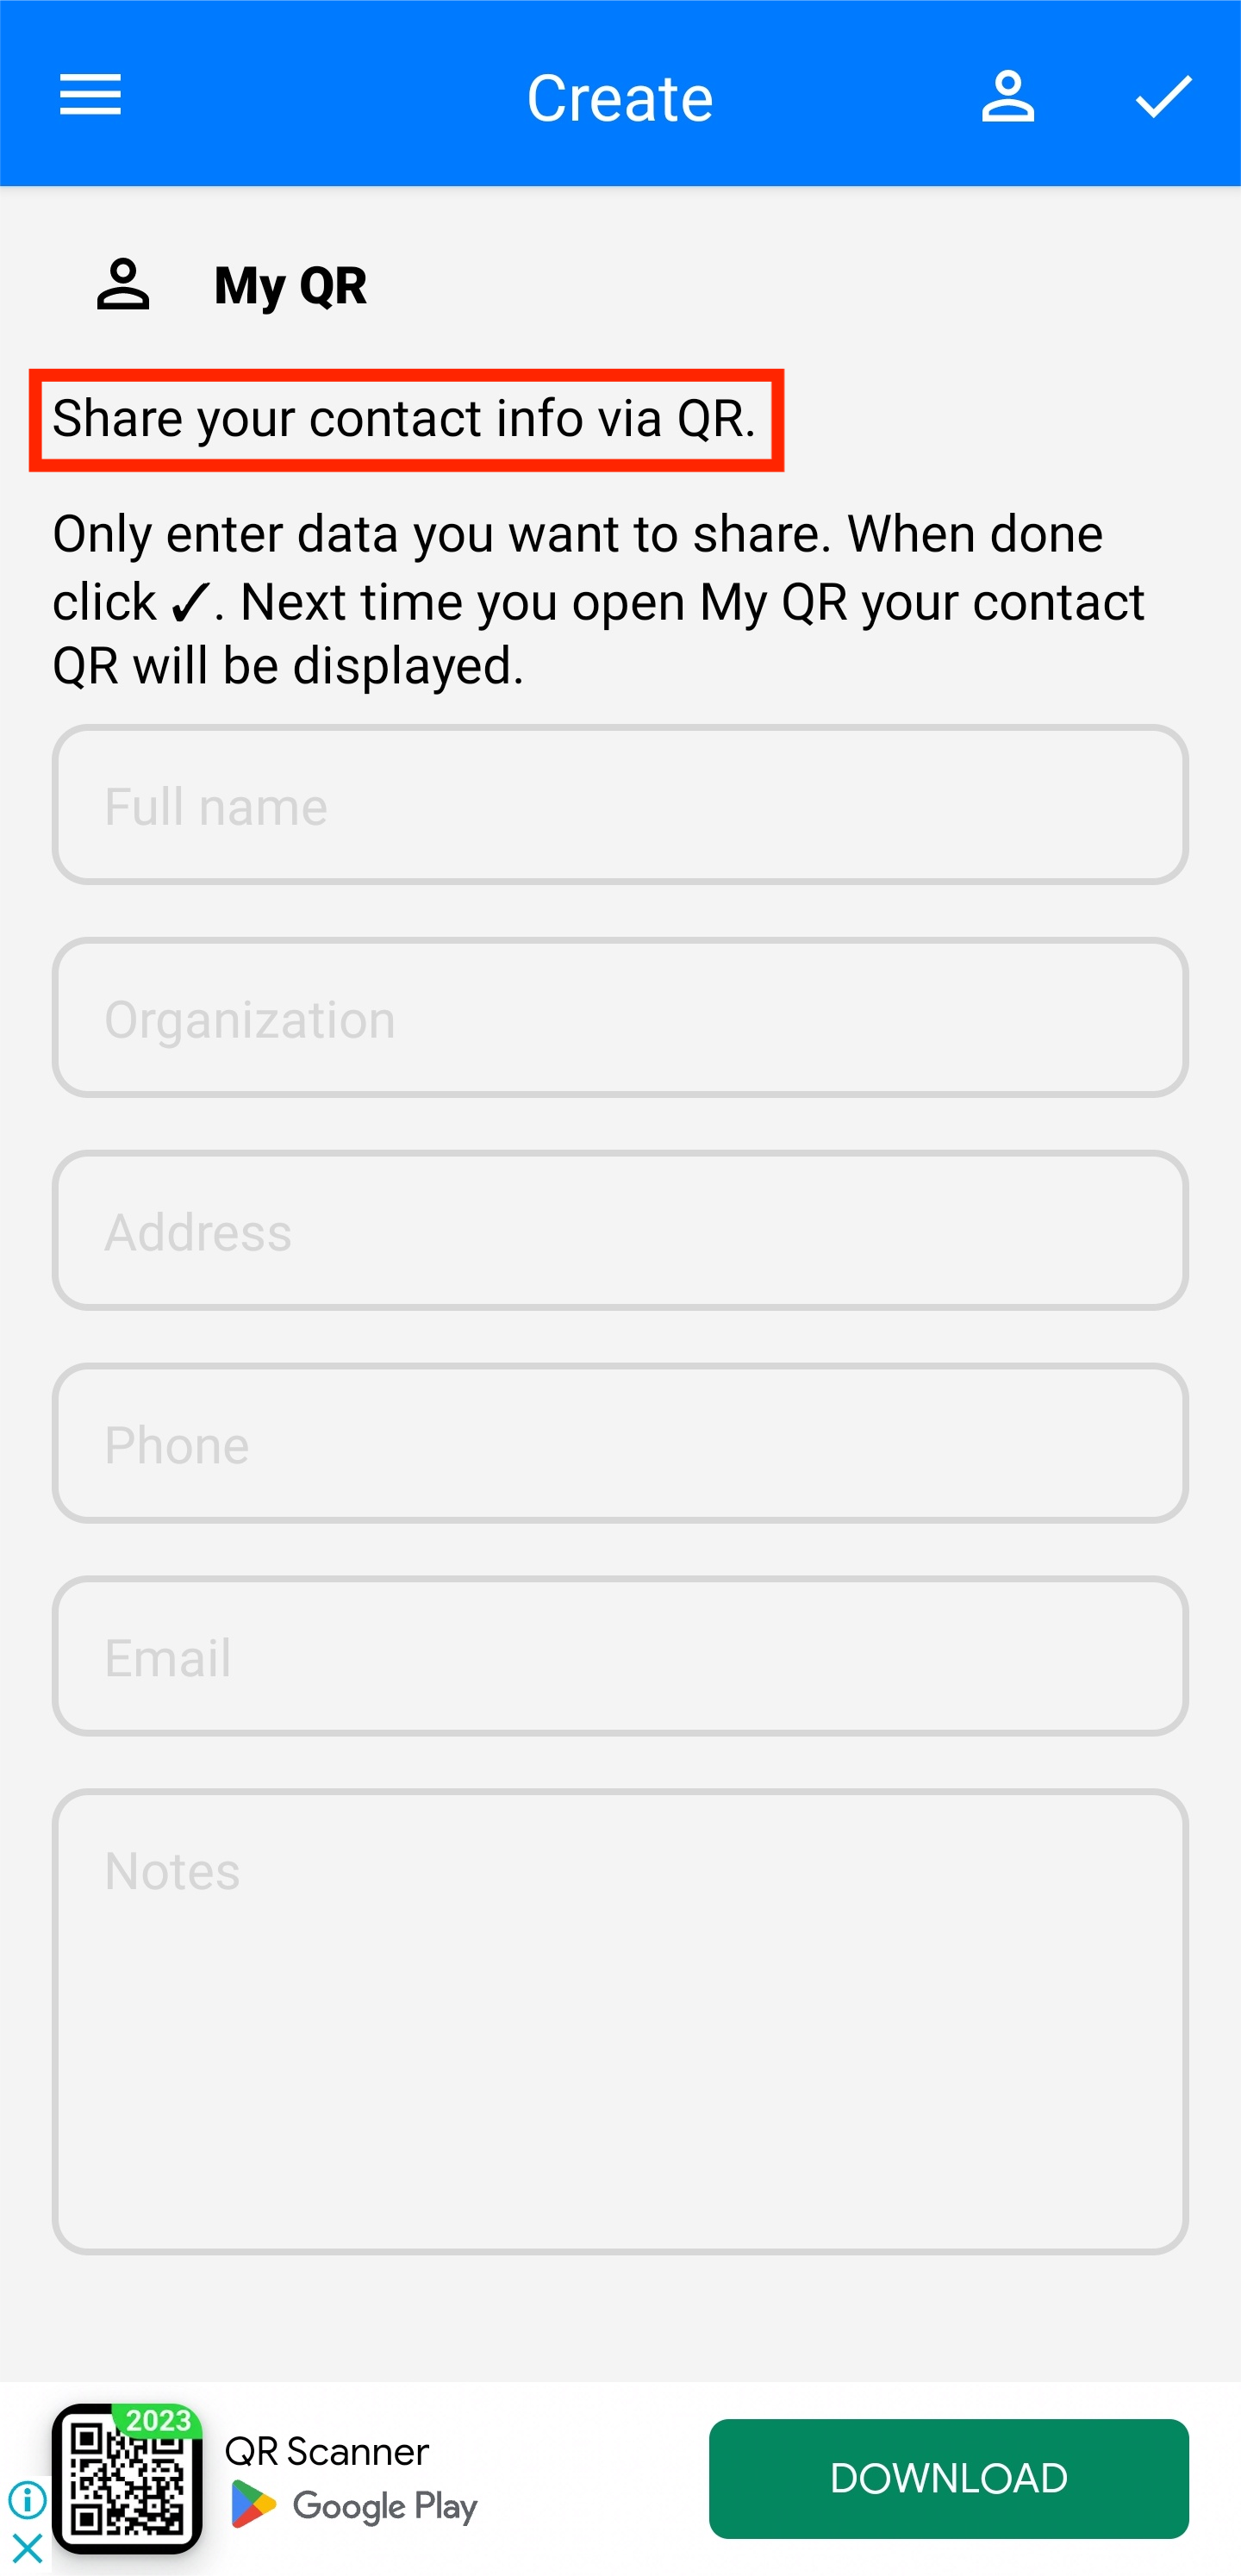 Create
My QR
Share your contact info via QR.
Only enter data you want to share. When done
click ✓. Next time you open My QR your contact
QR will be displayed.
Full name
Organization
Address
Phone
Email
Notes
2023
QR Scanner
Google Play
DOWNLOAD